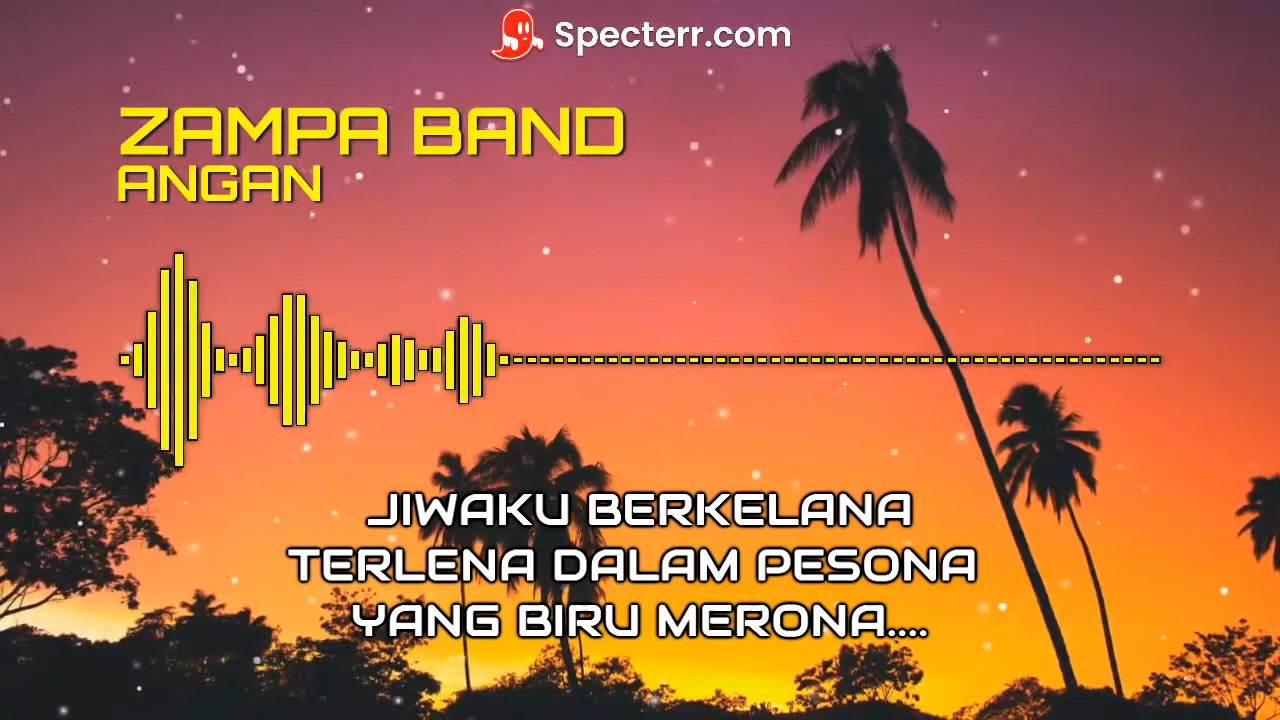 Specterr.com
ZAMPA BAND
ANGAN
JIWAKU BERKELANA
TERLENA DALAM PESONA
YANG BIRU MERONA....